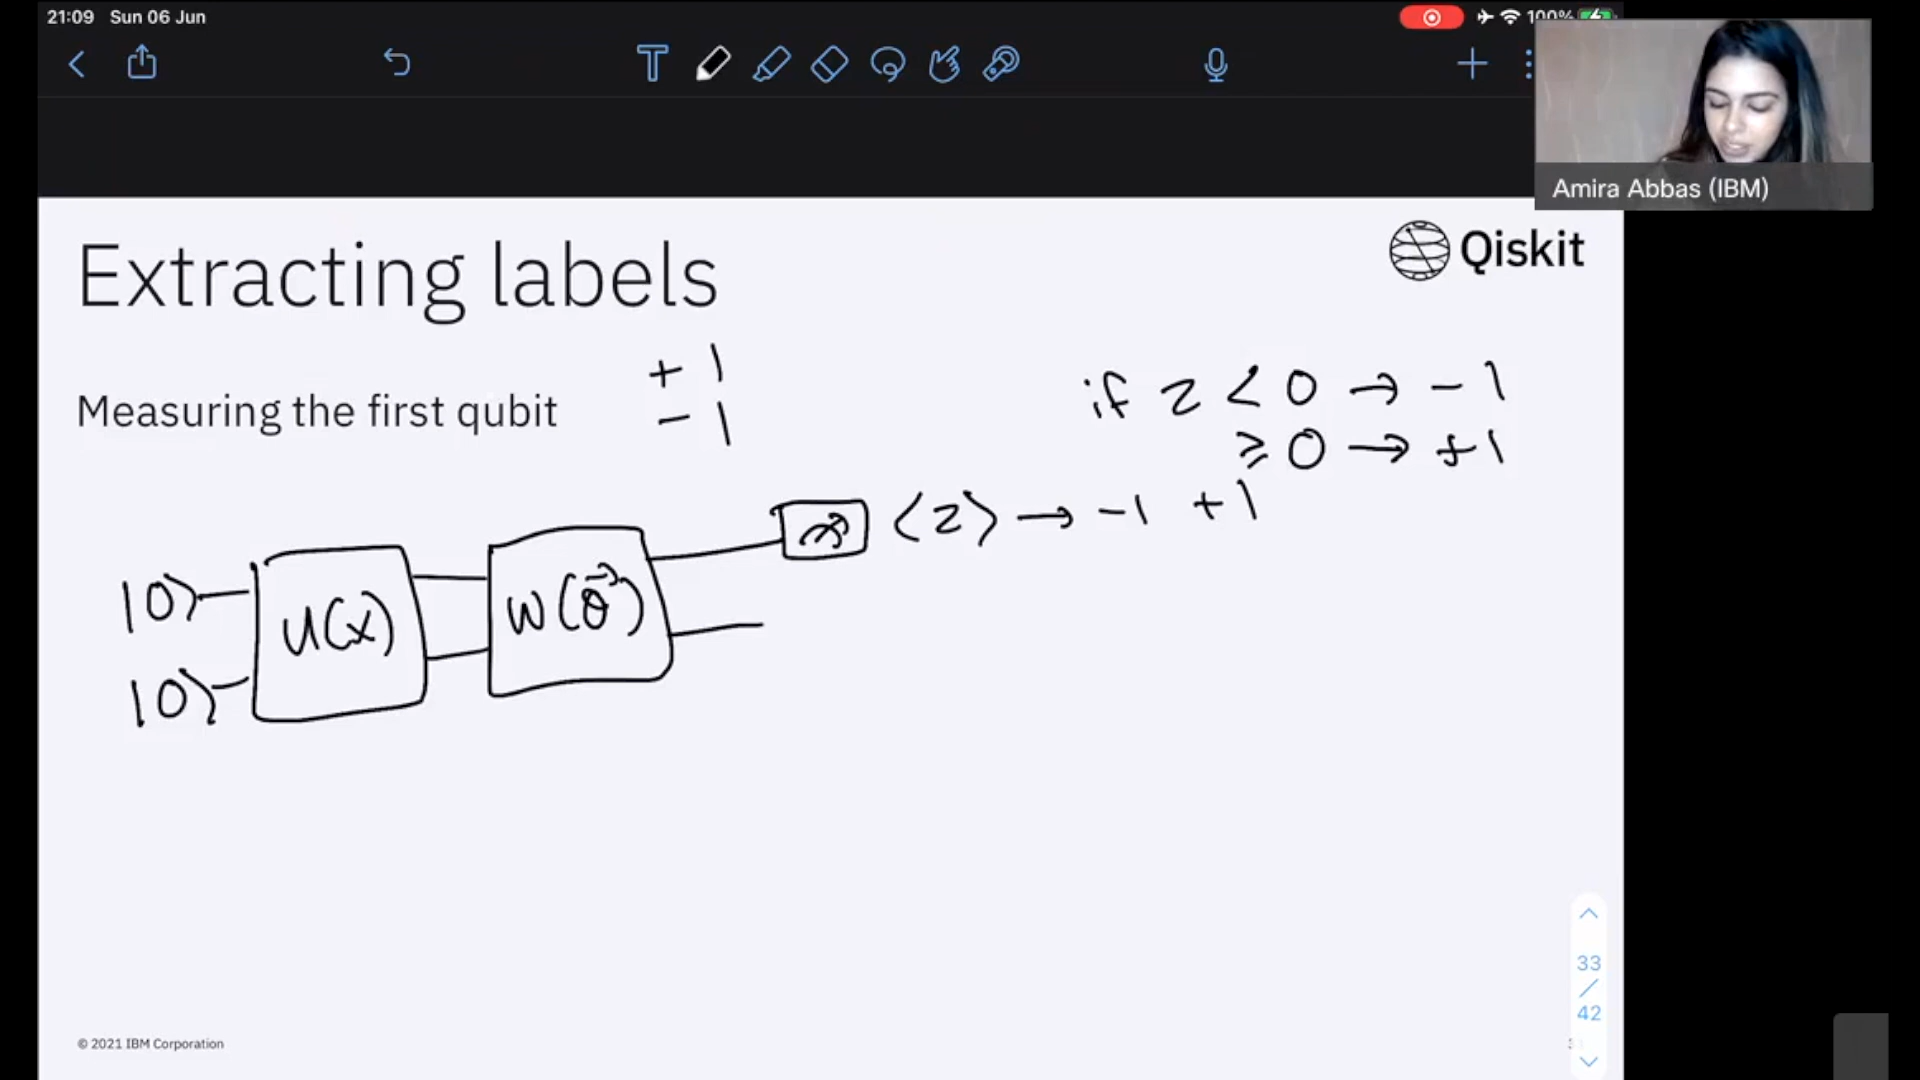 21:09 Sun 06 Jun
100%
Amira Abbas (IBM)
Qiskit
Extracting labels
+ 1
Measuring the first qubit
- 1
if z < 0 → - 1
≥ 0 → +1
⟨z⟩ → -1 +1
|0⟩
U(x)
W(θ⃗)
|0⟩
33
/
42
© 2021 IBM Corporation